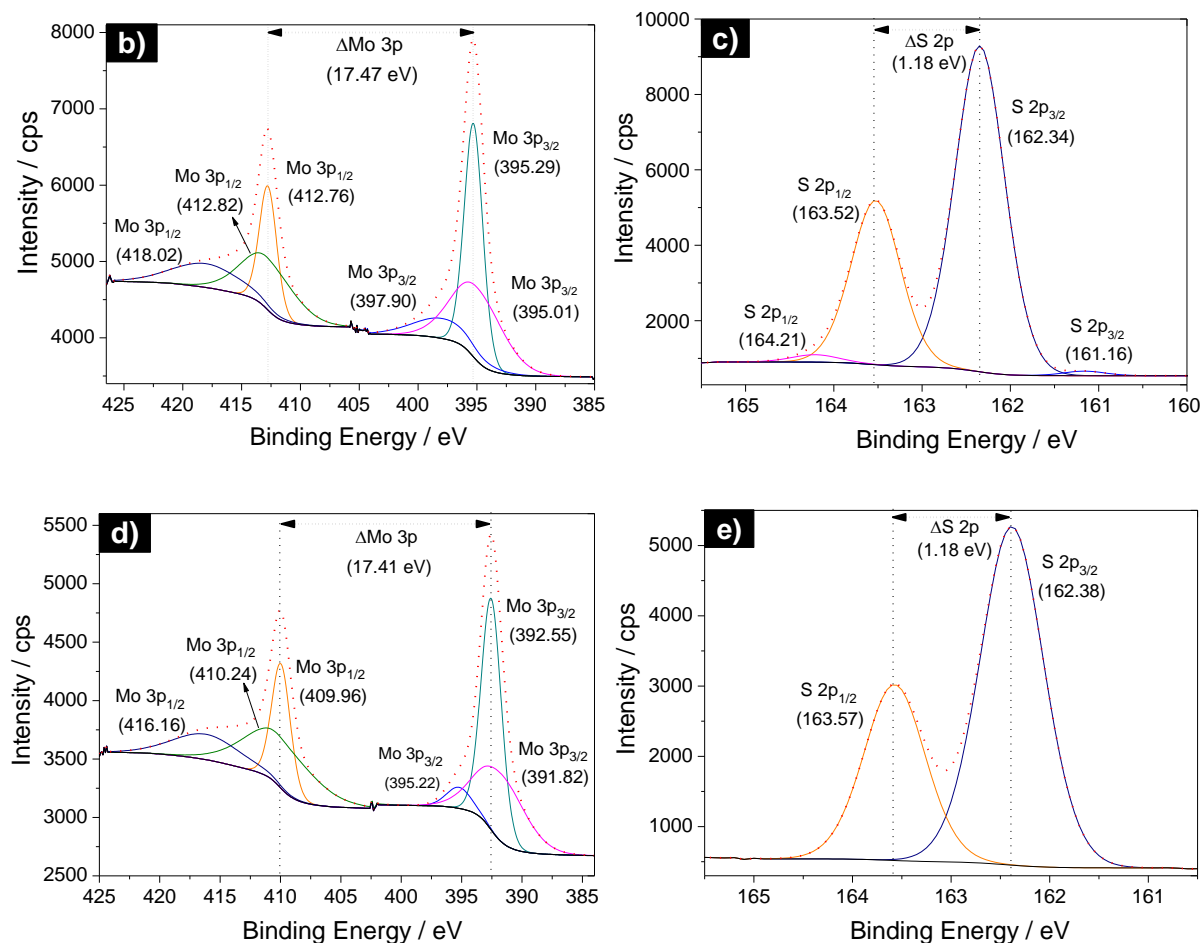 b)
ΔMo 3p
(17.47 eV)
Mo 3p3/2
(395.29)
Mo 3p1/2
(412.76)
Mo 3p1/2
(412.82)
Mo 3p1/2
(418.02)
Mo 3p3/2
(397.90)
Mo 3p3/2
(395.01)
8000
7000
6000
5000
4000
Intensity / cps
425 420 415 410 405 400 395 390 385
Binding Energy / eV
c)
ΔS 2p
(1.18 eV)
S 2p3/2
(162.34)
S 2p1/2
(163.52)
S 2p1/2
(164.21)
S 2p3/2
(161.16)
10000
8000
6000
4000
2000
0
Intensity / cps
165 164 163 162 161 160
Binding Energy / eV
d)
ΔMo 3p
(17.41 eV)
Mo 3p3/2
(392.55)
Mo 3p1/2
(410.24)
Mo 3p1/2
(409.96)
Mo 3p1/2
(416.16)
Mo 3p3/2
(395.22)
Mo 3p3/2
(391.82)
5500
5000
4500
4000
3500
3000
2500
Intensity / cps
425 420 415 410 405 400 395 390 385
Binding Energy / eV
e)
ΔS 2p
(1.18 eV)
S 2p3/2
(162.38)
S 2p1/2
(163.57)
5000
4000
3000
2000
1000
Intensity / cps
165 164 163 162 161
Binding Energy / eV